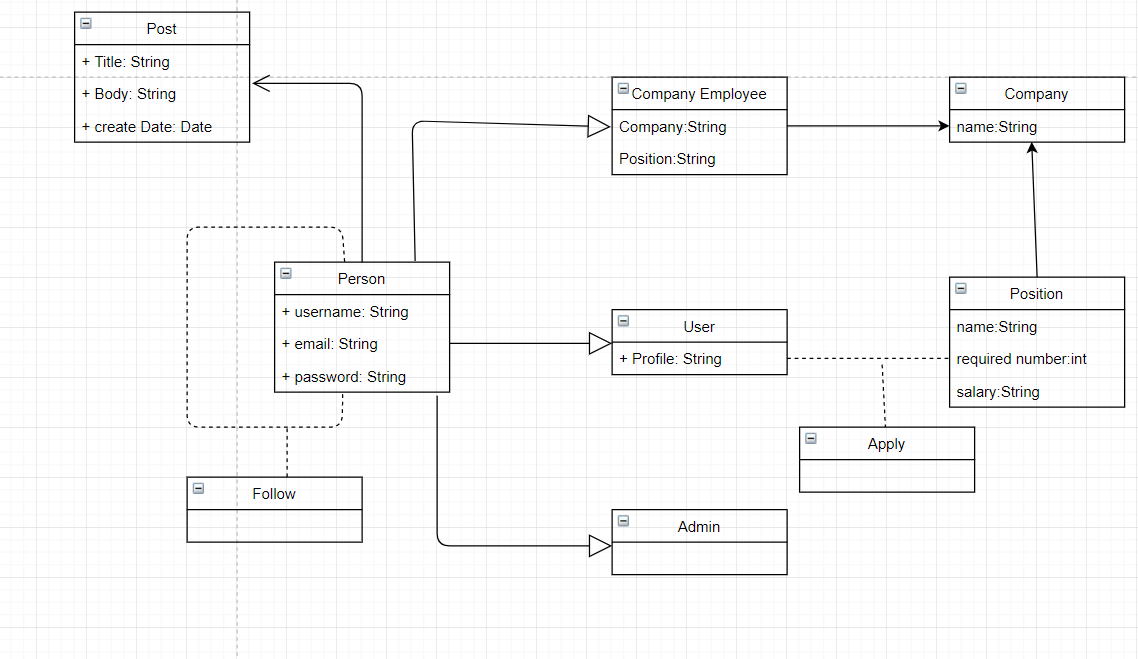 Post
+ Title: String
+ Body: String
+ create Date: Date
Company Employee
Company:String
Position:String
Company
name:String
Person
+ username: String
+ email: String
+ password: String
User
+ Profile: String
Position
name:String
required number:int
salary:String
Apply
Follow
Admin